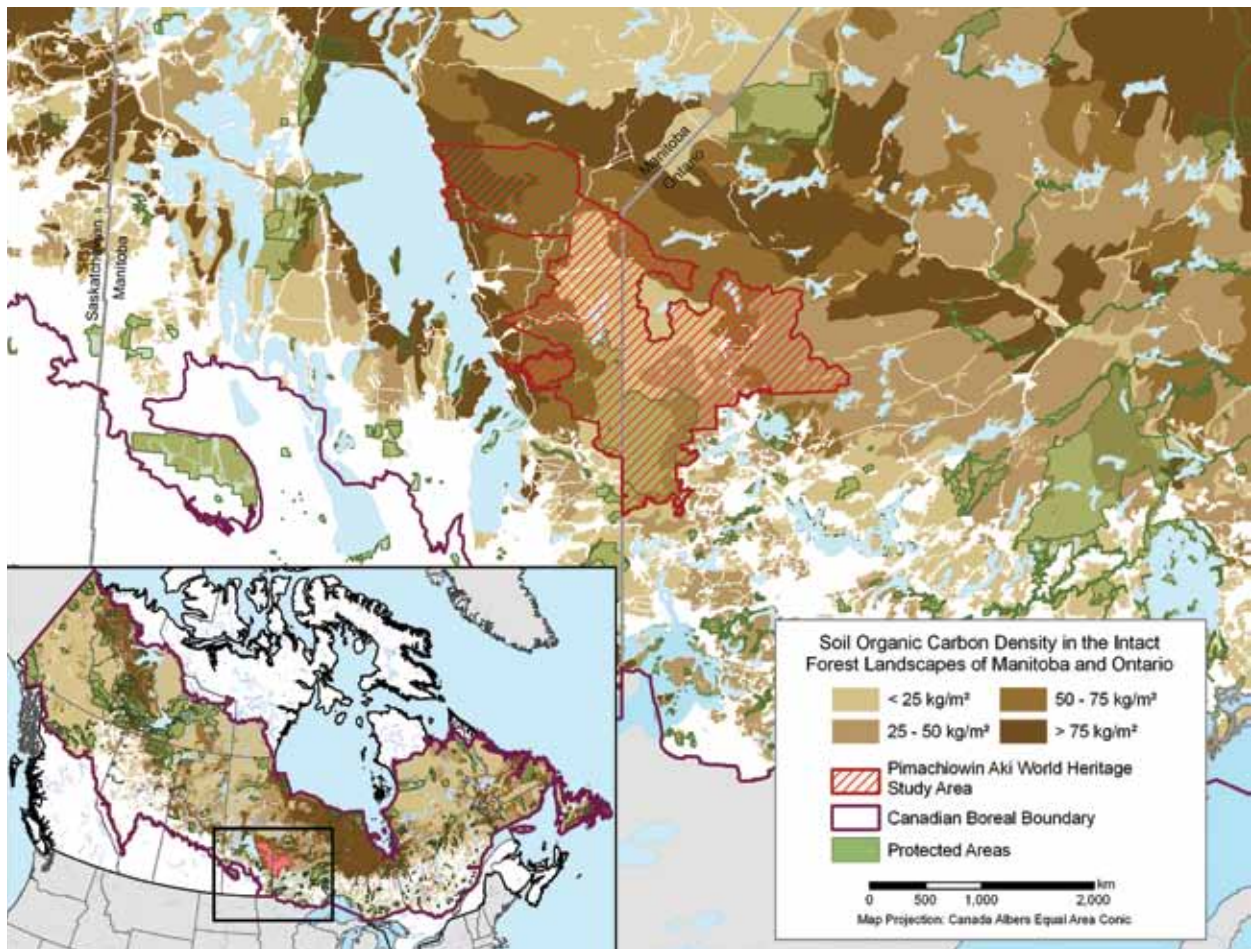 Saskatchewan
Manitoba
Manitoba
Ontario
Soil Organic Carbon Density in the Intact
Forest Landscapes of Manitoba and Ontario
< 25 kg/m² 50 - 75 kg/m²
25 - 50 kg/m² > 75 kg/m²
Pimachiowin Aki World Heritage
Study Area
Canadian Boreal Boundary
Protected Areas
km
0 500 1,000 2,000
Map Projection: Canada Albers Equal Area Conic